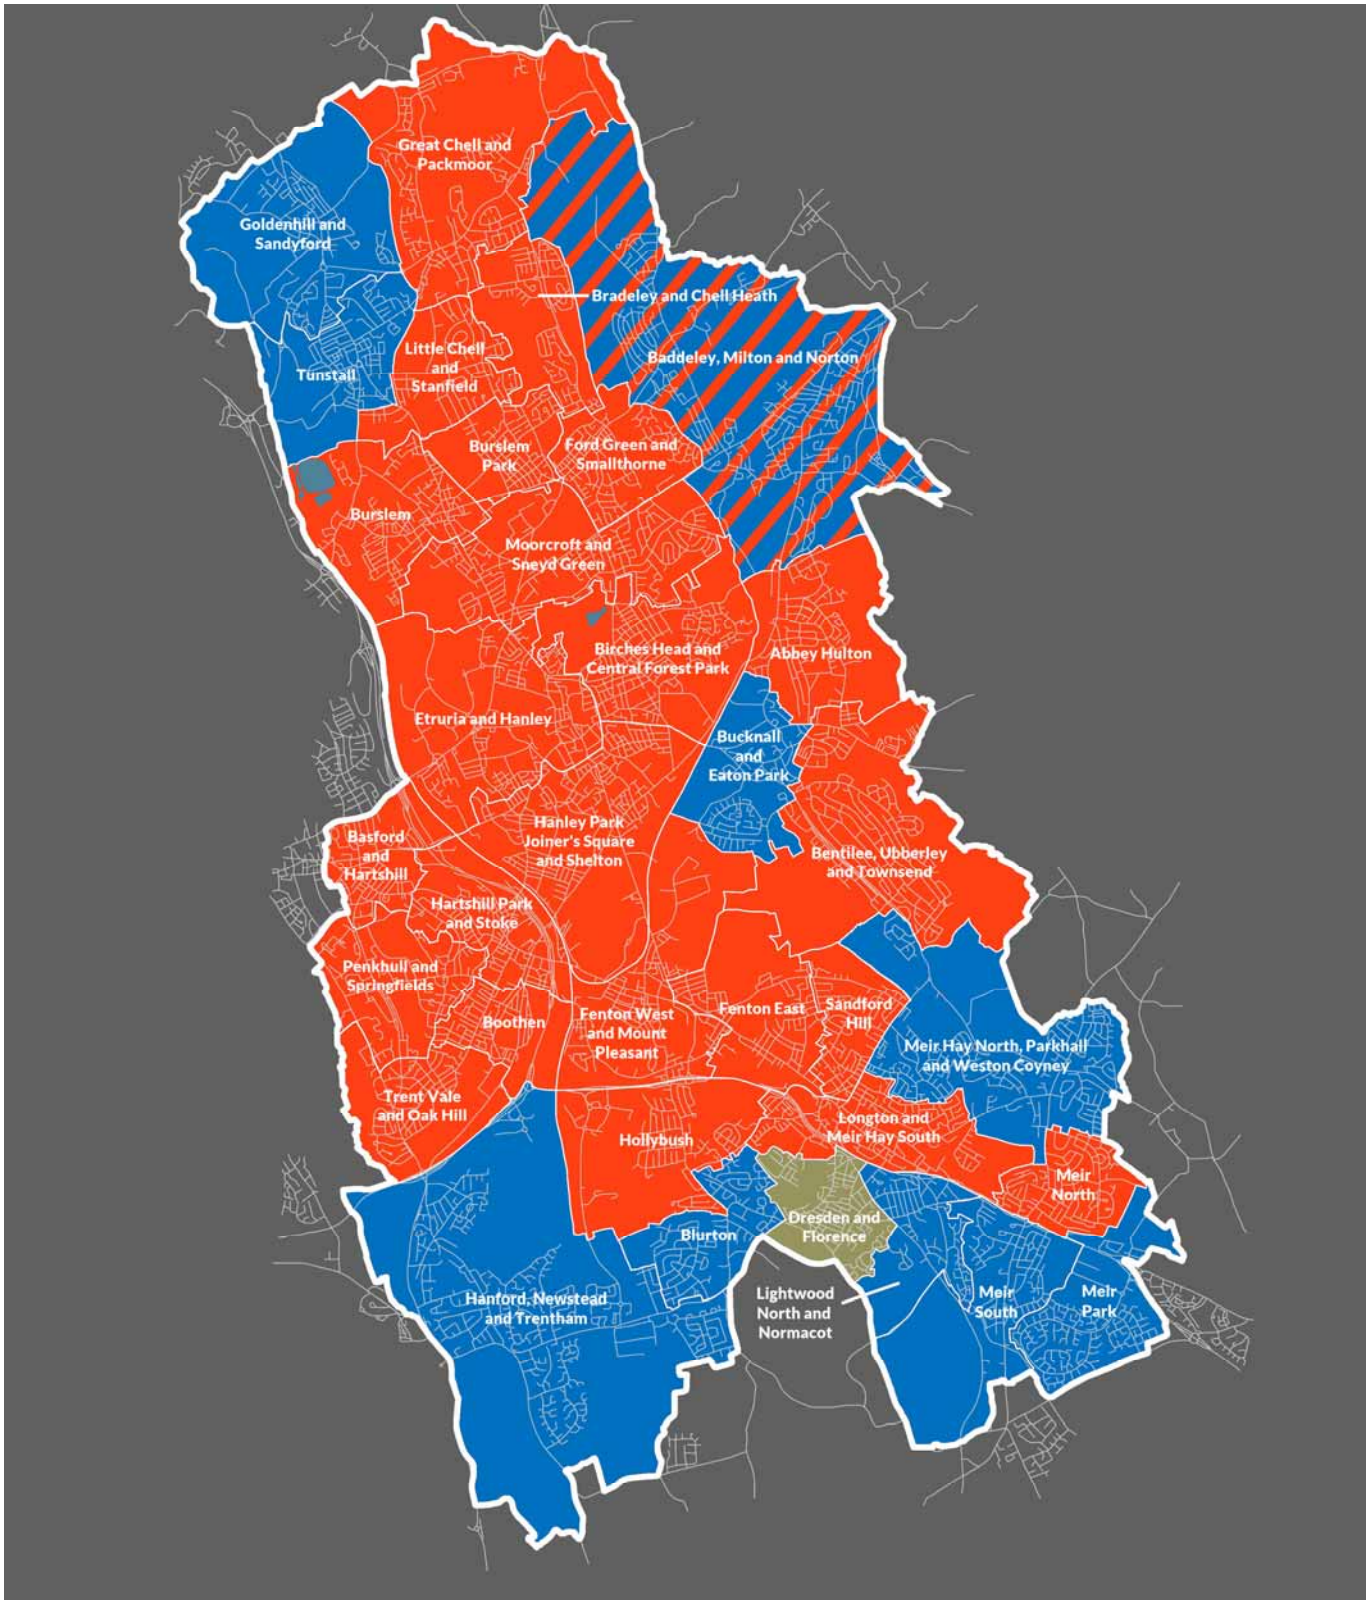 Great Chell and
Packmoor
Goldenhill and
Sandyford
Bradeley and Chell Heath
Baddeley, Milton and Norton
Little Chell
and
Stanfield
Tunstall
Burslem
Park
Ford Green and
Smallthorne
Burslem
Moorcroft and
Sneyd Green
Birches Head and
Central Forest Park
Abbey Hulton
Etruria and Hanley
Bucknall
and
Eaton Park
Hanley Park
Joiner's Square
and Shelton
Basford
and
Hartshill
Bentilee, Ubberley
and Townsend
Hartshill Park
and Stoke
Penkhull and
Springfields
Boothen
Fenton West
and Mount
Pleasant
Fenton East
Sandford
Hill
Meir Hay North, Parkhall
and Weston Coyney
Trent Vale
and Oak Hill
Hollybush
Longton and
Meir Hay South
Meir
North
Blurton
Dresden and
Florence
Hanford, Newstead
and Trentham
Lightwood
North and
Normacot
Meir
South
Meir
Park